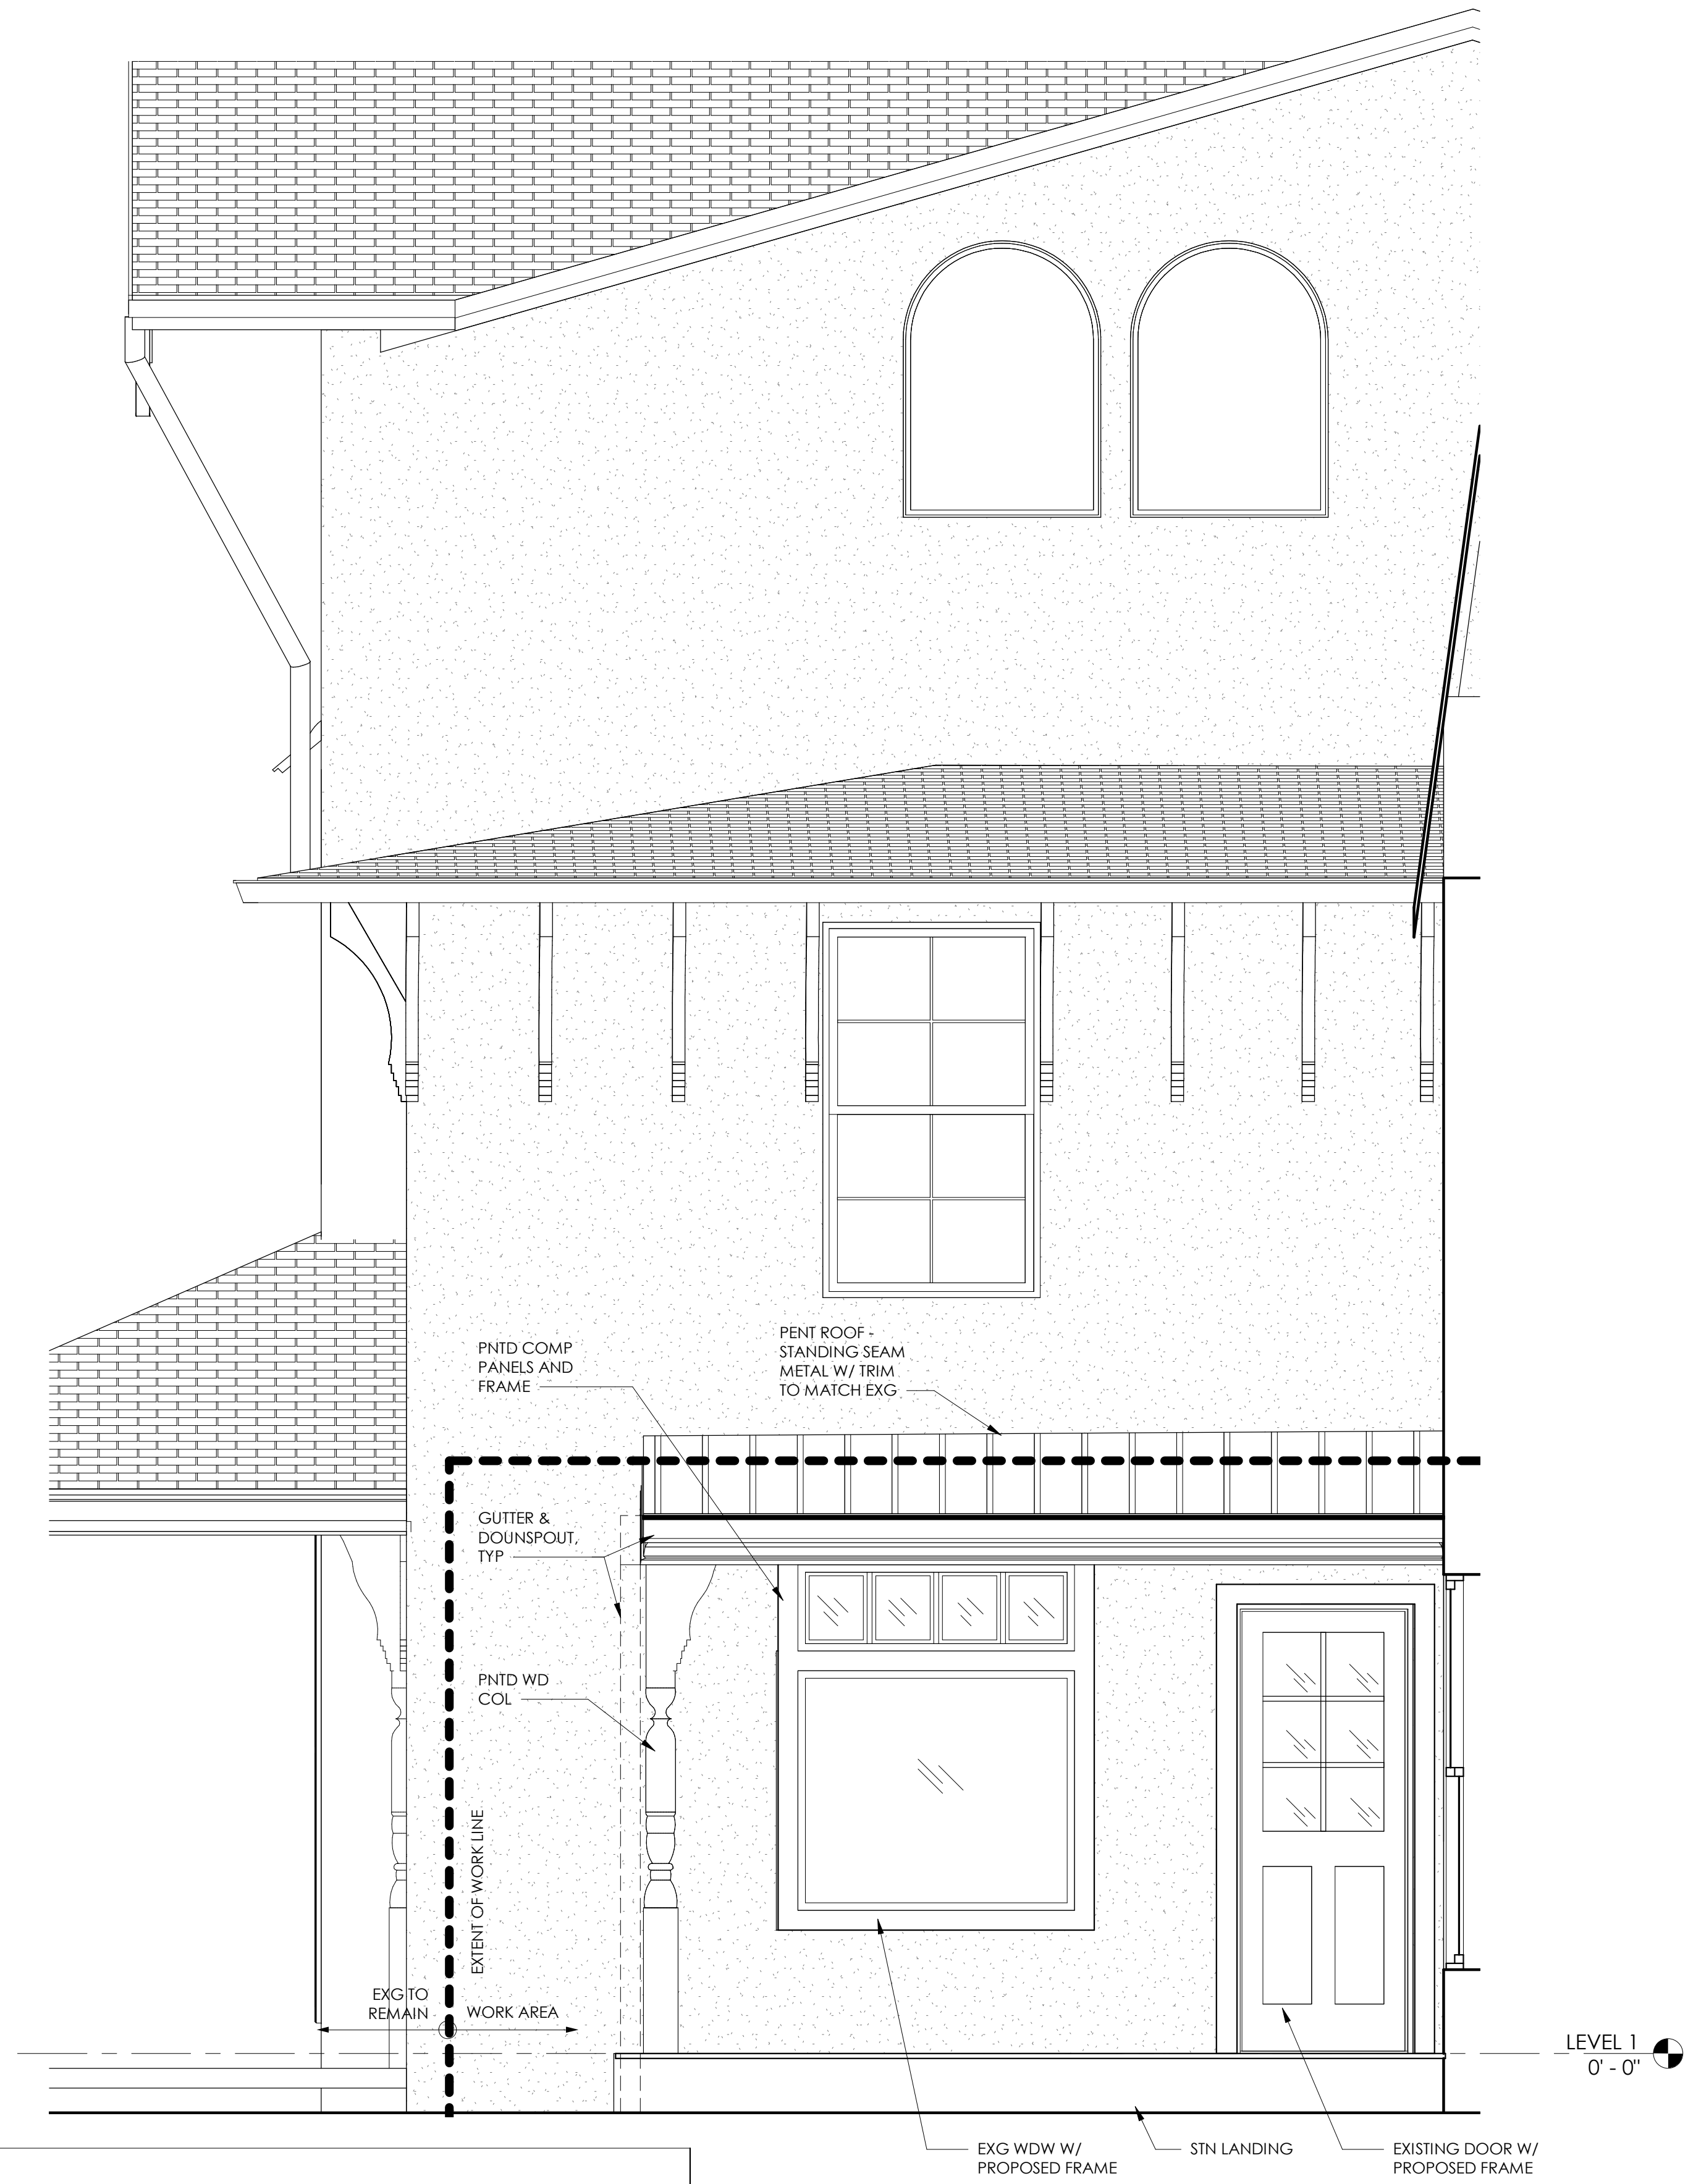 PENT ROOF -
STANDING SEAM
METAL W/ TRIM
TO MATCH EXG
PNTD COMP
PANELS AND
FRAME
GUTTER &
DOUNSPOUT,
TYP
PNTD WD
COL
EXTENT OF WORK LINE
EXG TO
REMAIN
WORK AREA
LEVEL 1
0' - 0"
EXG WDW W/
PROPOSED FRAME
STN LANDING
EXISTING DOOR W/
PROPOSED FRAME